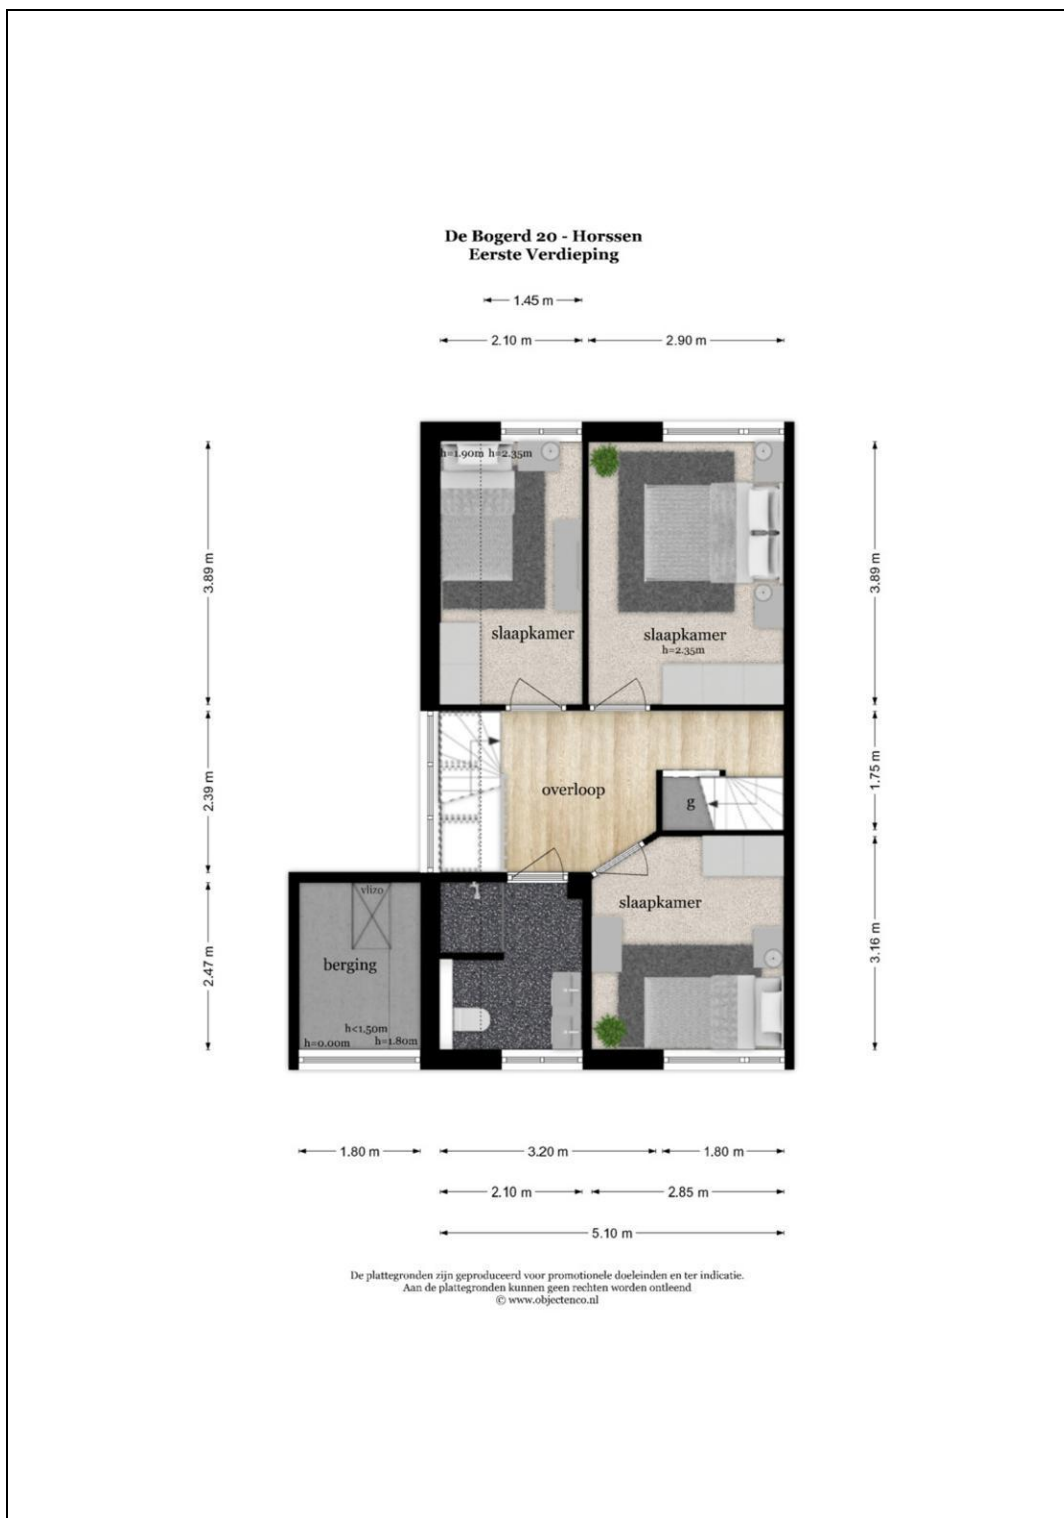 De Bogerd 20 - Horssen
Eerste Verdieping
1.45 m
2.10 m
2.90 m
h=1.90m h=2.35m
3.89 m
3.89 m
slaapkamer
slaapkamer
h=2.35m
2.39 m
overloop
g
1.75 m
vlizo
slaapkamer
2.47 m
berging
3.16 m
h<1.50m
h=0.00m
h=1.80m
1.80 m
3.20 m
1.80 m
2.10 m
2.85 m
5.10 m
De plattegronden zijn geproduceerd voor promotionele doeleinden en ter indicatie.
Aan de plattegronden kunnen geen rechten worden ontleend
© www.objectenco.nl